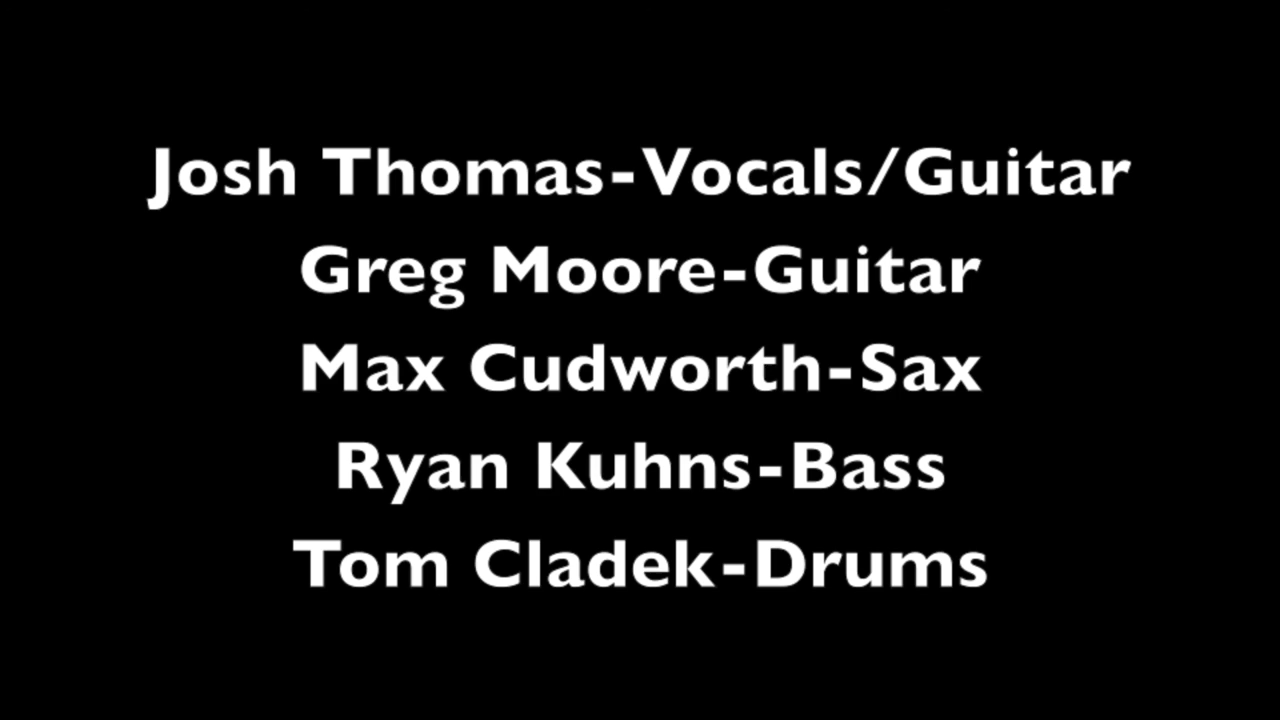 Josh Thomas-Vocals/Guitar
Greg Moore-Guitar
Max Cudworth-Sax
Ryan Kuhns-Bass
Tom Cladek-Drums